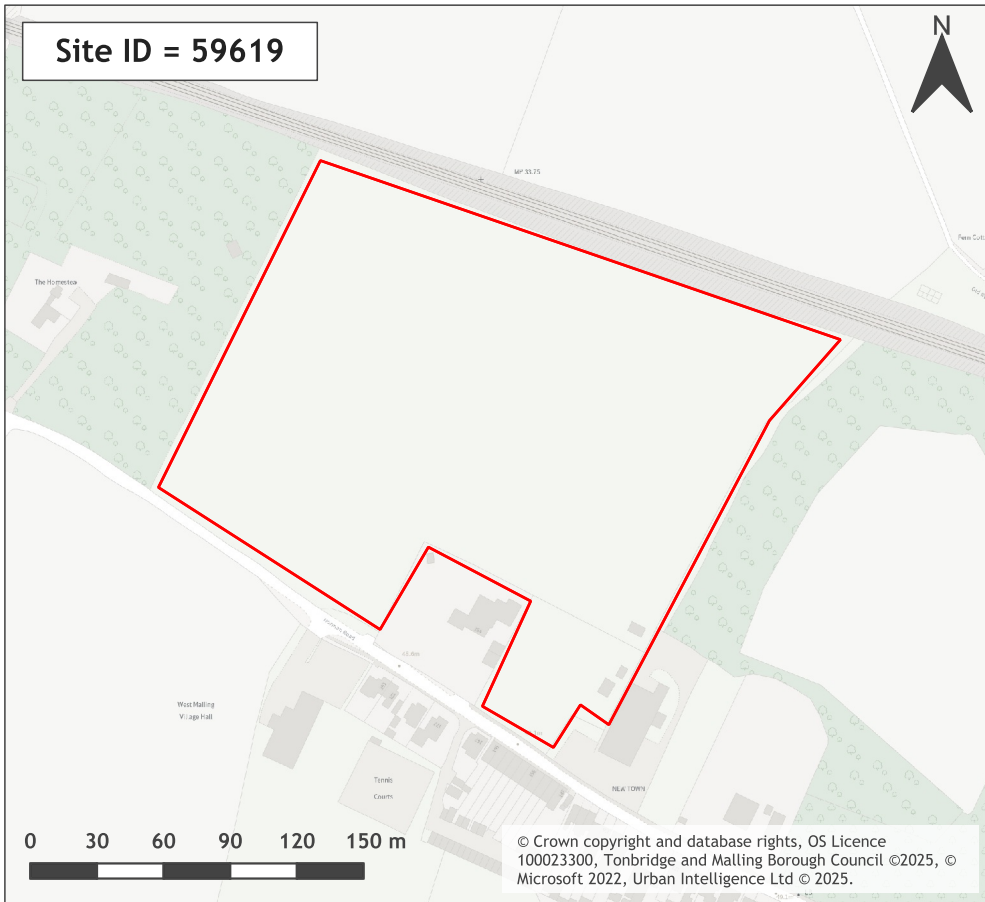 Site ID = 59619
N
MP 33.75
The Homestead
West Malling
Village Hall
Tennis
Courts
NEW TOWN
0 30 60 90 120 150 m
© Crown copyright and database rights, OS Licence
100023300, Tonbridge and Malling Borough Council ©2025, ©
Microsoft 2022, Urban Intelligence Ltd © 2025.